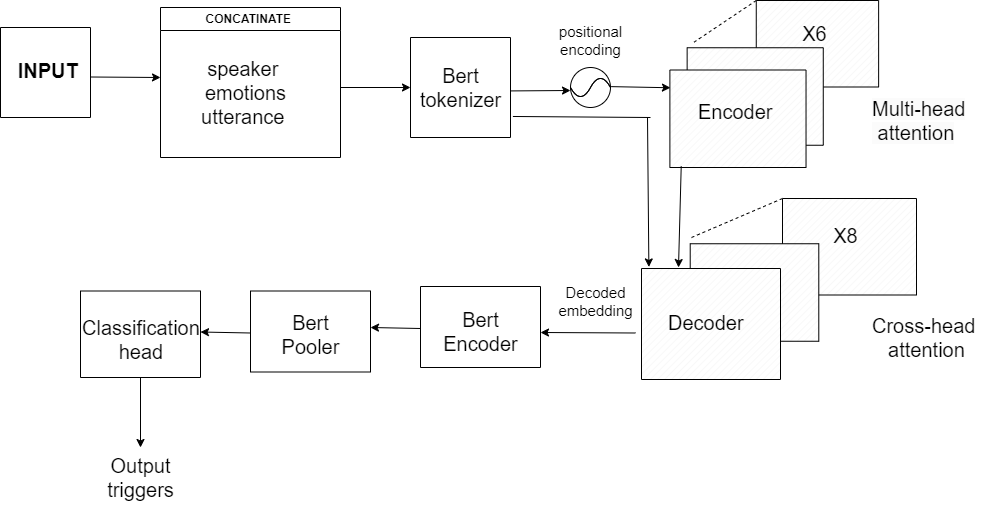 CONCATINATE
INPUT
speaker
emotions
utterance
Bert
tokenizer
positional
encoding
X6
Encoder
Multi-head
attention
X8
Decoder
Cross-head
attention
Decoded
embedding
Bert
Encoder
Bert
Pooler
Classification
head
Output
triggers